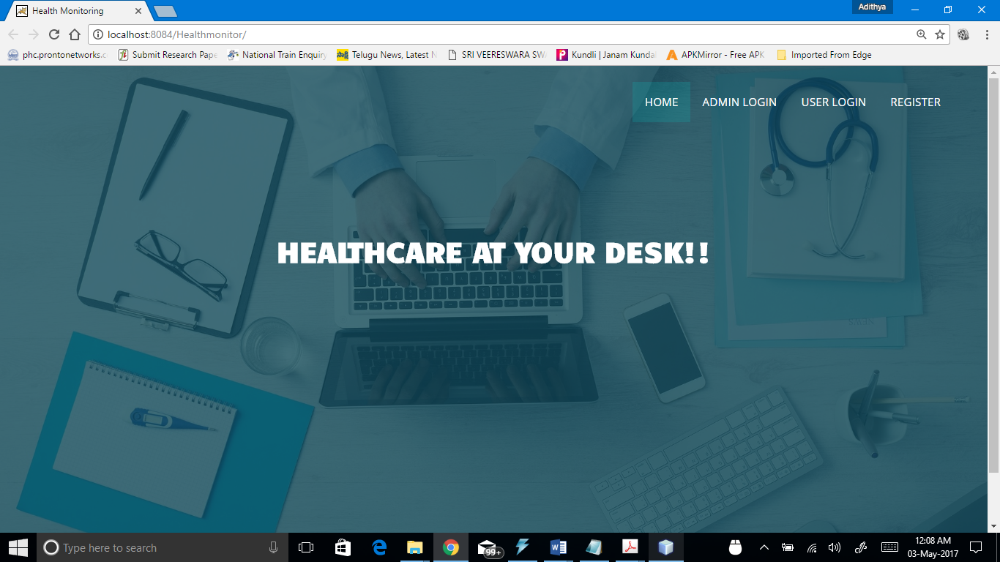 Health Monitoring
Adithya
localhost:8084/Healthmonitor/
phc.prontonetworks.c Submit Research Pape National Train Enquiry Telugu News, Latest N SRI VEERESWARA SWA Kundli | Janam Kunda APKMirror - Free APK Imported From Edge
HOME ADMIN LOGIN USER LOGIN REGISTER
HEALTHCARE AT YOUR DESK!!
Type here to search
99+
12:08 AM
03-May-2017